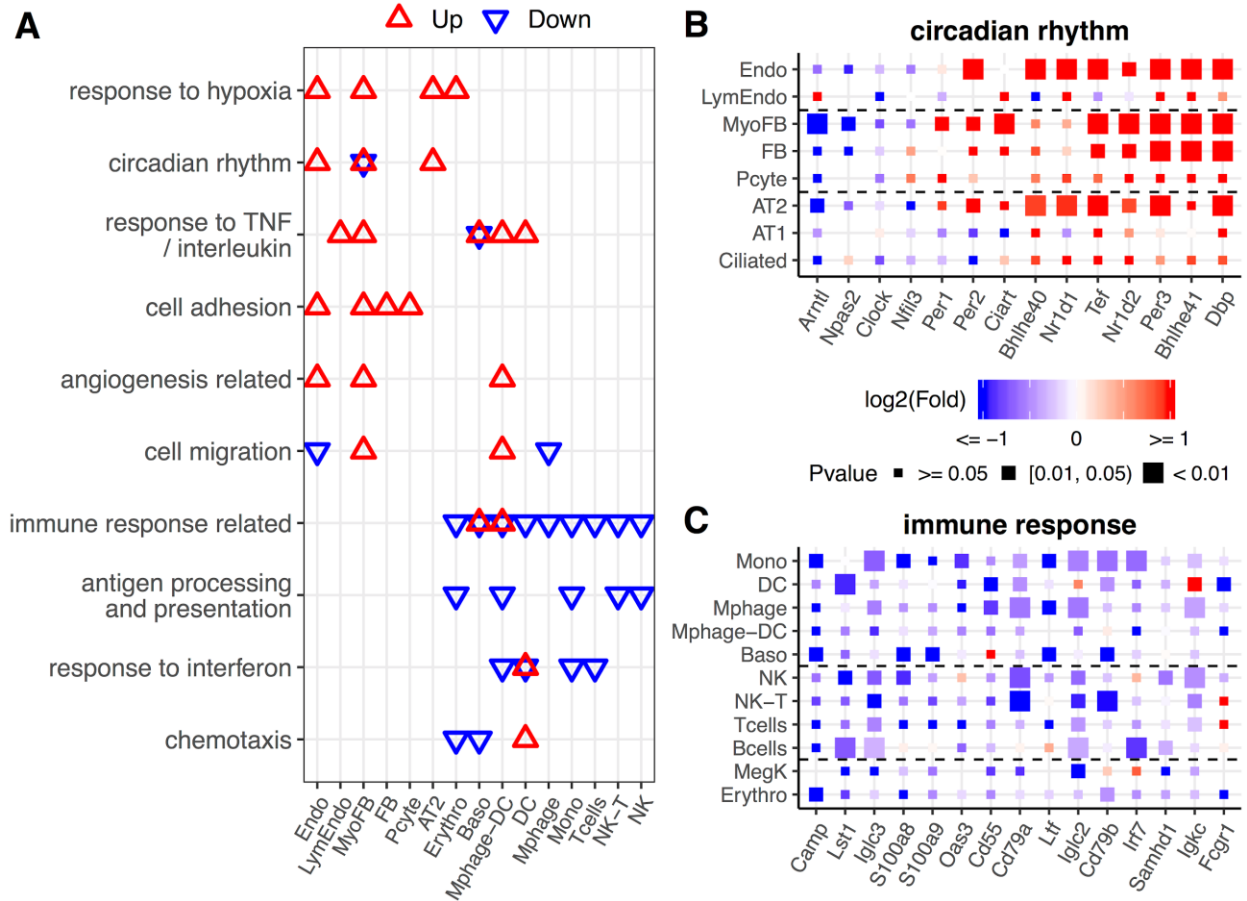 A
Up
Down
response to hypoxia
circadian rhythm
response to TNF
/ interleukin
cell adhesion
angiogenesis related
cell migration
immune response related
antigen processing
and presentation
response to interferon
chemotaxis
Endo
LymEndo
MyoFB
FB
Pcyte
AT2
Erythro
Baso
Mphage-DC
DC
Mphage
Mono
Tcells
NK-T
NK
B
circadian rhythm
Endo
LymEndo
MyoFB
FB
Pcyte
AT2
AT1
Ciliated
Arntl
Npas2
Clock
Nfil3
Per1
Per2
Ciart
Bhlhe40
Nr1d1
Tef
Nr1d2
Per3
Bhlhe41
Dbp
log2(Fold)
<= -1 0 >= 1
Pvalue >= 0.05 [0.01, 0.05) < 0.01
C
immune response
Mono
DC
Mphage
Mphage-DC
Baso
NK
NK-T
Tcells
Bcells
MegK
Erythro
Camp
Lst1
Iglc3
S100a8
S100a9
Oas3
Cd55
Cd79a
Ltf
Iglc2
Cd79b
Irf7
Samhd1
Igkc
Fcgr1